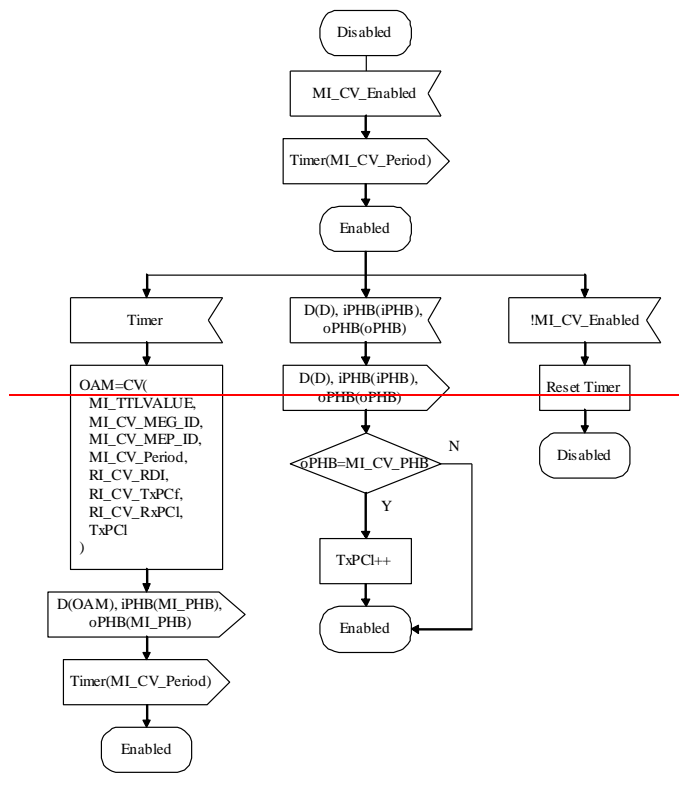 Disabled
MI_CV_Enabled
Timer(MI_CV_Period)
Enabled
Timer
D(D), iPHB(iPHB),
oPHB(oPHB)
!MI_CV_Enabled
OAM=CV(
MI_TTLVALUE,
MI_CV_MEG_ID,
MI_CV_MEP_ID,
MI_CV_Period,
RI_CV_RDI,
RI_CV_TxPCf,
RI_CV_RxPCl,
TxPCl
)
D(D), iPHB(iPHB),
oPHB(oPHB)
Reset Timer
oPHB=MI_CV_PHB
N
Y
Disabled
TxPCl++
D(OAM), iPHB(MI_PHB),
oPHB(MI_PHB)
Enabled
Timer(MI_CV_Period)
Enabled